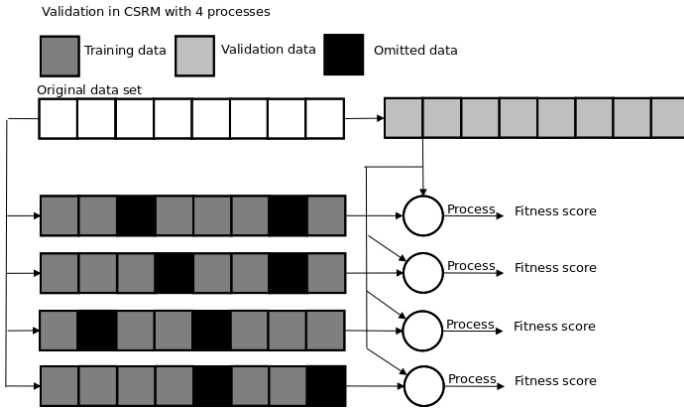 Validation in CSRM with 4 processes
Training data
Validation data
Omitted data
Original data set
Process
Fitness score
Process
Fitness score
Process
Fitness score
Process
Fitness score